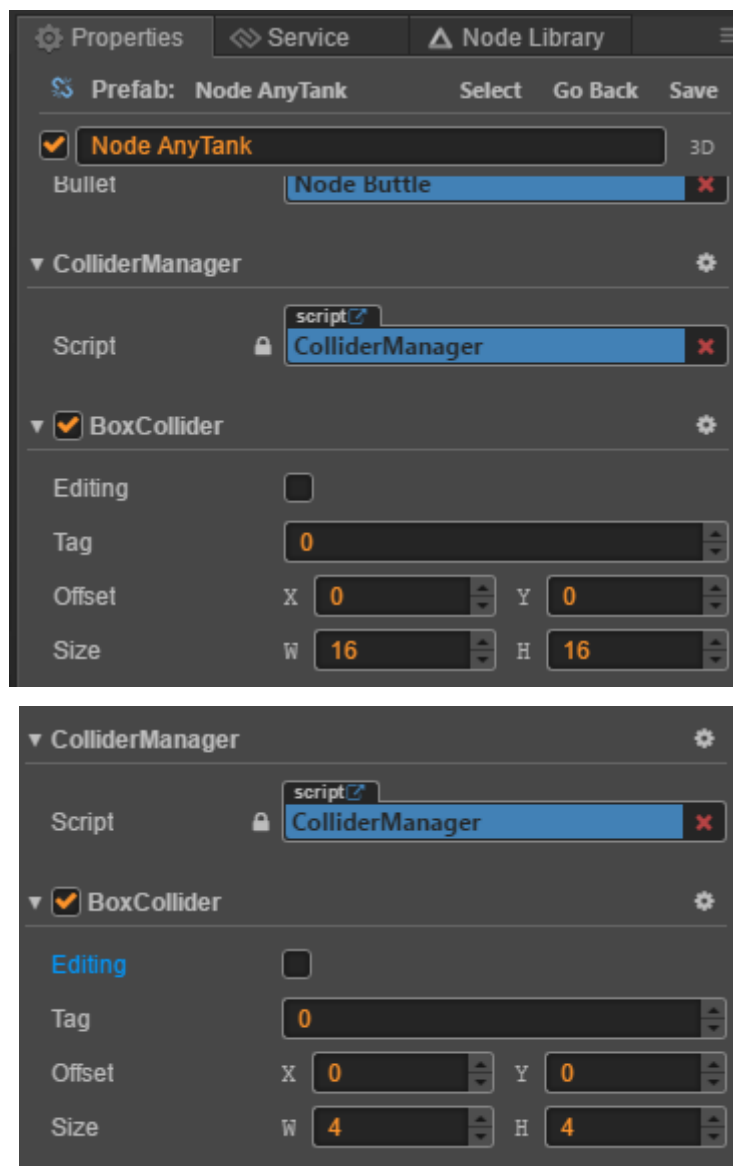 Properties Service Node Library
Prefab: Node AnyTank Select Go Back Save
Node AnyTank 3D
Bullet Node Buttle
ColliderManager
script
Script ColliderManager
BoxCollider
Editing
Tag 0
Offset X 0 Y 0
Size W 16 H 16
ColliderManager
script
Script ColliderManager
BoxCollider
Editing
Tag 0
Offset X 0 Y 0
Size W 4 H 4